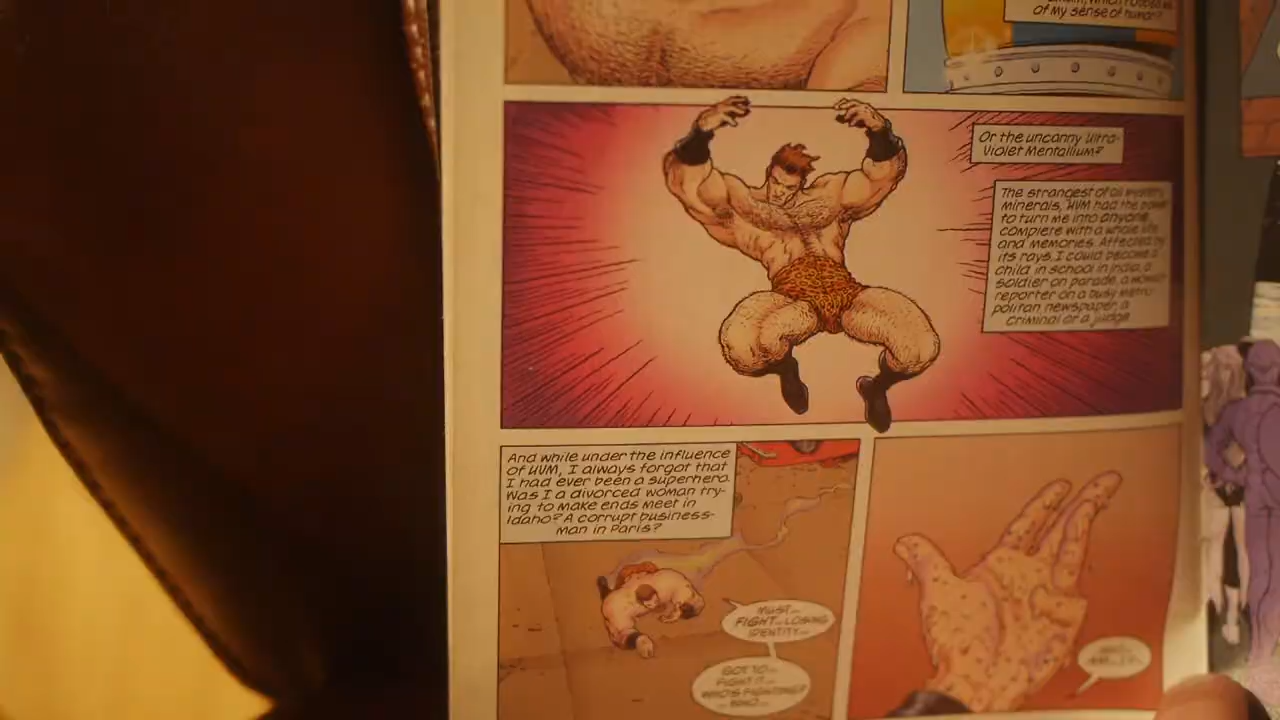 of my sense of humor?
Or the uncanny Ultra-
Violet Mentallium?
The strangest of all
minerals, UVM had the power
to turn me into anyone,
complete with a whole life
and memories. Affected by
its rays, I could become a
child in school in India, a
soldier on parade, a woman
reporter on a busy metro-
politan newspaper, a
criminal or a judge
And while under the influence
of UVM, I always forgot that
I had ever been a superhero.
Was I a divorced woman try-
ing to make ends meet in
Idaho? A corrupt business-
man in Paris?
MUST...
FIGHT... LOSING
IDENTITY...
GOT TO...
FIGHT IT...
WHO'S FIGHTING?
WHO...